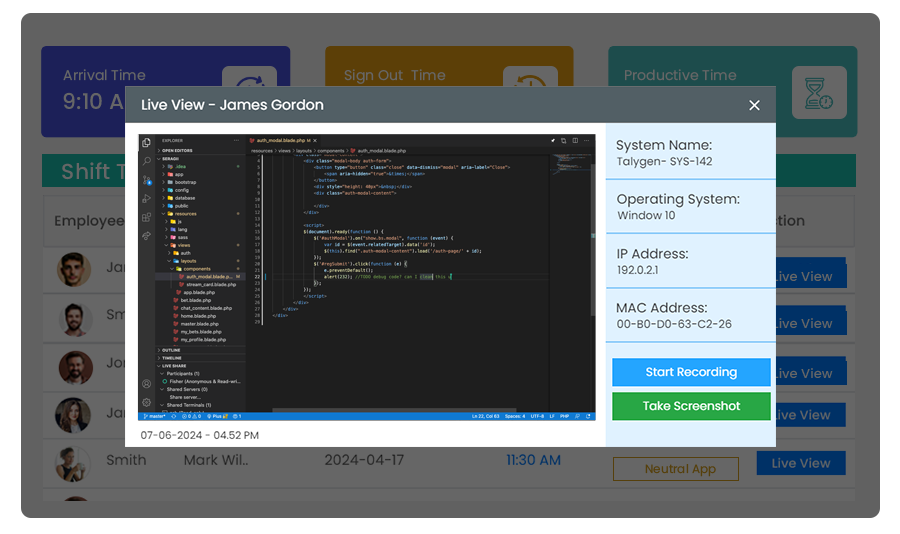 Arrival Time
Sign Out Time
Productive Time
9:10 A
Live View - James Gordon
Shift T
Employee
tion
Live View
Live View
Live View
Live View
Smith Mark Wil.. 2024-04-17 11:30 AM Neutral App Live View
EXPLORER
OPEN EDITORS
.idea
app
bootstrap
config
database
public
resources
js
lang
sass
views
auth
layouts
components
auth_modal.blade.p... M
stream_card.blade.php
app.blade.php
bet.blade.php
chat_content.blade.php
home.blade.php
master.blade.php
my_bets.blade.php
my_profile.blade.php
OUTLINE
TIMELINE
LIVE SHARE
Participants (1)
Fisher (Anonymous & Read-wri...
Shared Servers (0)
Share server...
Shared Terminals (1)
auth_modal.blade.php M
resources > views > layouts > components > auth_modal.blade.php
<div class="modal-body auth-form">
<button type="button" class="close" data-dismiss="modal" aria-label="Close">
<span aria-hidden="true">&times;</span>
</button>
<div style="height: 60px">&nbsp;</div>
<div class="auth-modal-content">
</div>
</div>
<script>
$(document).ready(function () {
$('#authModal').on("show.bs.modal", function (event) {
var id = $(event.relatedTarget).data('id');
$(this).find(".auth-modal-content").load('/auth-page/' + id);
});
$('#regSubmit').click(function (e) {
e.preventDefault();
alert(232); //TODO debug code? can I clean this u
});
});
</script>
</div>
</div>
</div>
master* Ln 22, Col 63 Spaces: 4 UTF-8 LF PHP
07-06-2024 - 04.52 PM
System Name:
Talygen- SYS-142
Operating System:
Window 10
IP Address:
192.0.2.1
MAC Address:
00-B0-D0-63-C2-26
Start Recording
Take Screenshot